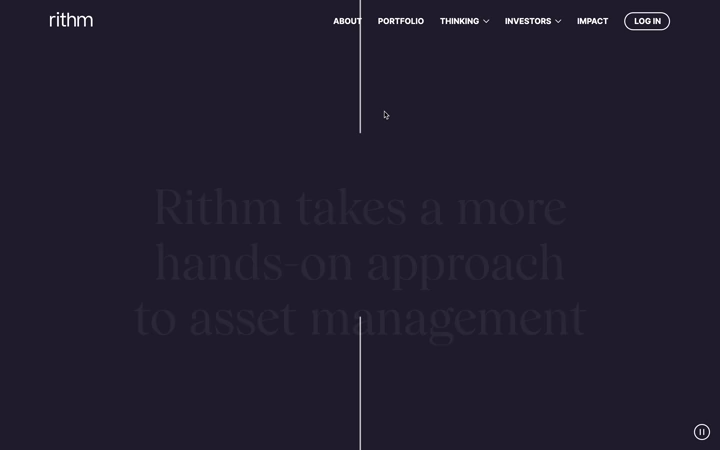 rithm
ABOUT PORTFOLIO THINKING INVESTORS IMPACT LOG IN
Rithm takes a more
hands-on approach
to asset management